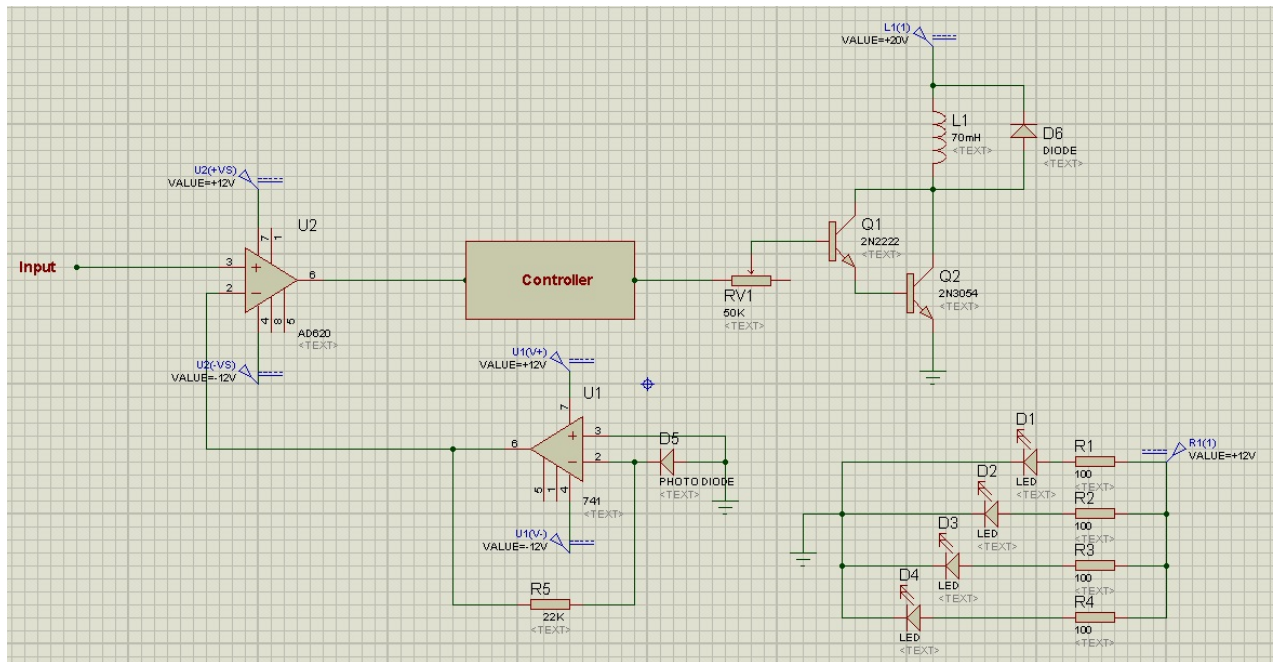 L1(1)
VALUE=+20V
L1
70mH
<TEXT>
D6
DIODE
<TEXT>
U2(+VS)
VALUE=+12V
U2
7
1
Input
3
2
6
4
8
5
AD620
<TEXT>
U2(-VS)
VALUE=-12V
Controller
RV1
50K
<TEXT>
Q1
2N2222
<TEXT>
Q2
2N3054
<TEXT>
U1(V+)
VALUE=+12V
U1
7
3
2
6
5
1
4
741
<TEXT>
U1(V-)
VALUE=-12V
D5
PHOTO DIODE
<TEXT>
R5
22K
<TEXT>
D1
LED
<TEXT>
R1
100
<TEXT>
R1(1)
VALUE=+12V
D2
LED
<TEXT>
R2
100
<TEXT>
D3
LED
<TEXT>
R3
100
<TEXT>
D4
LED
<TEXT>
R4
100
<TEXT>